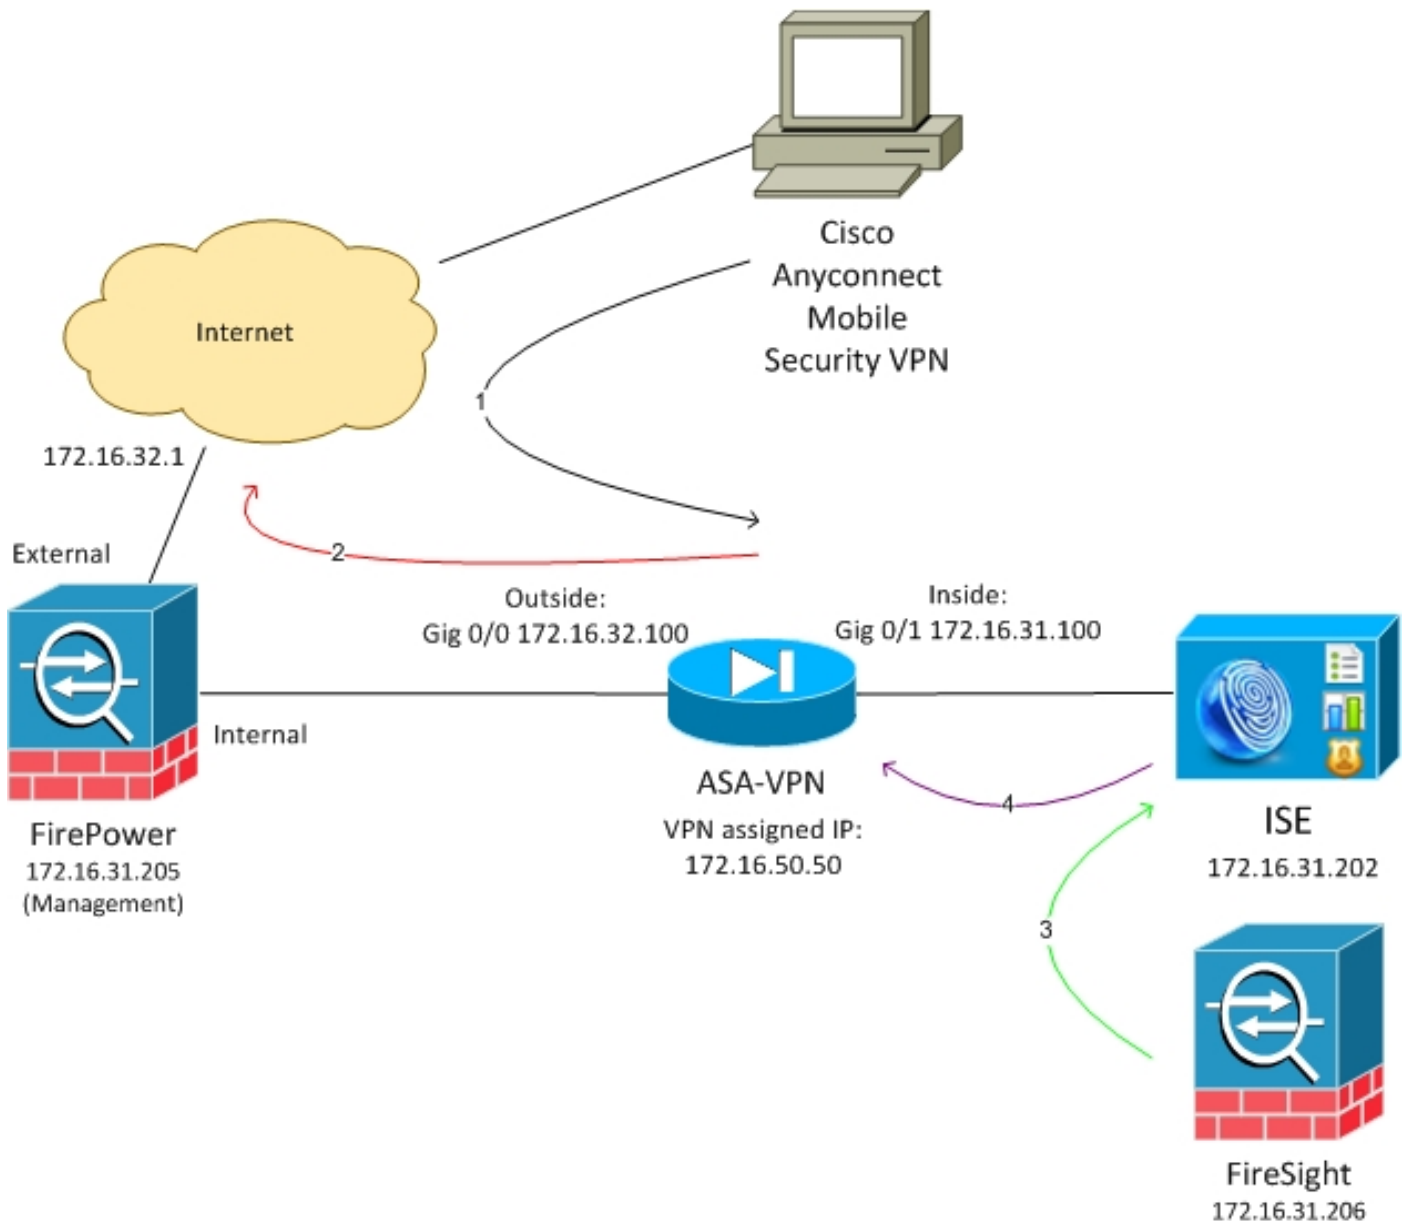 Cisco
Anyconnect
Mobile
Security VPN
Internet
1
172.16.32.1
2
External
Outside:
Gig 0/0 172.16.32.100
Inside:
Gig 0/1 172.16.31.100
Internal
ASA-VPN
VPN assigned IP:
172.16.50.50
4
FirePower
172.16.31.205
(Management)
ISE
172.16.31.202
3
FireSight
172.16.31.206